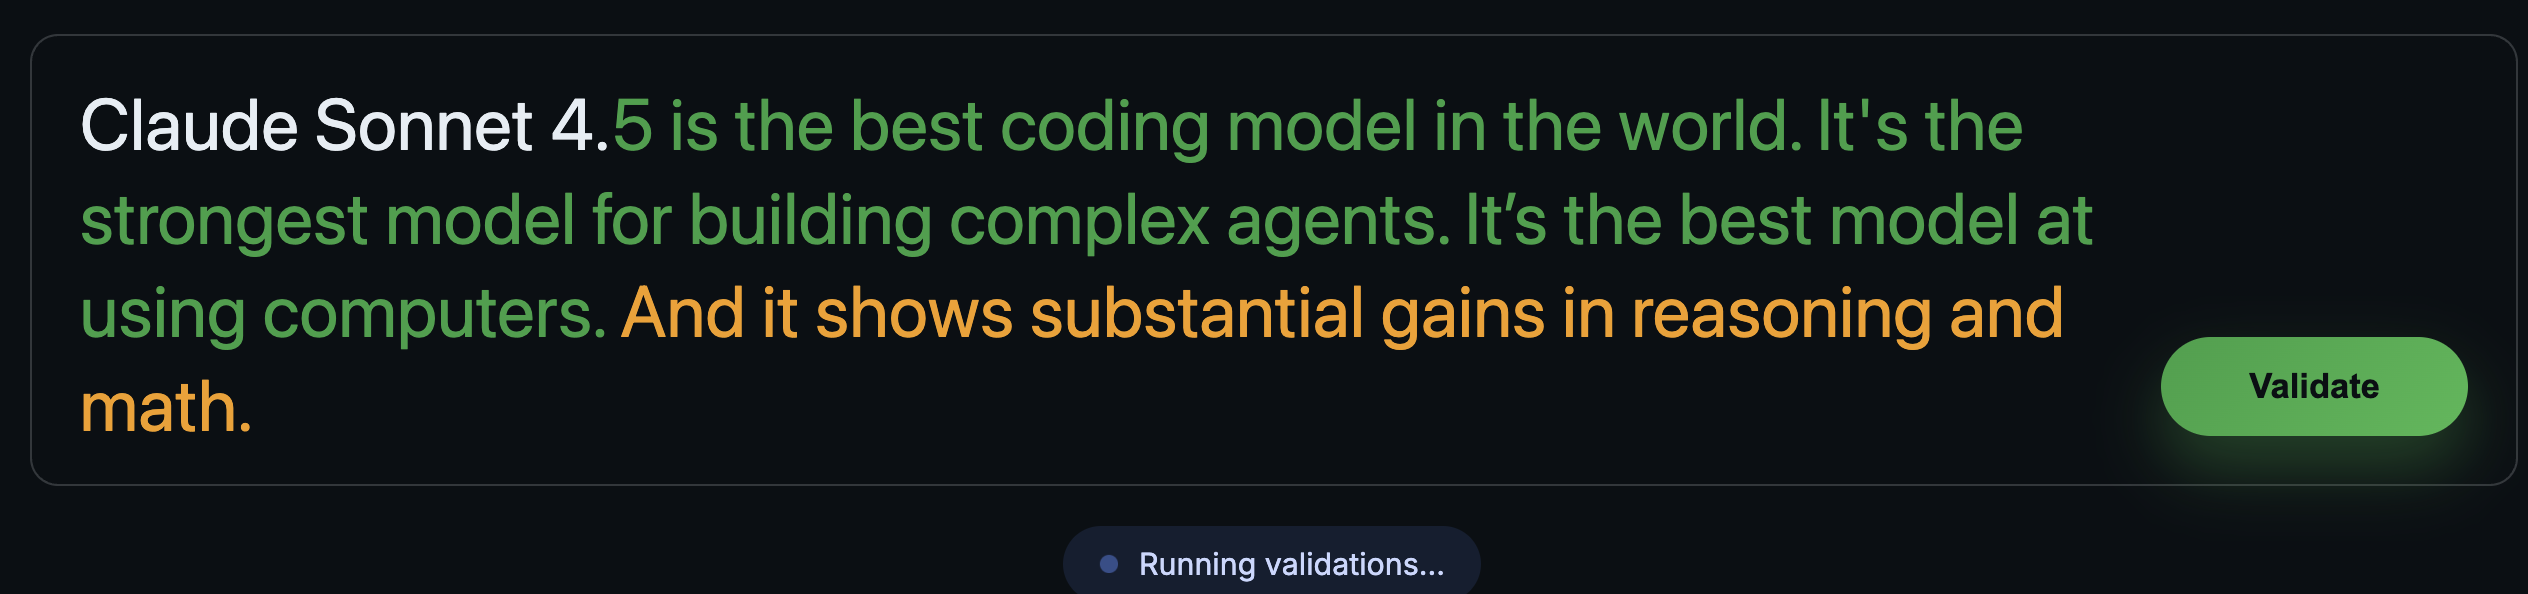 Claude Sonnet 4.5 is the best coding model in the world. It's the
strongest model for building complex agents. It’s the best model at
using computers. And it shows substantial gains in reasoning and
math.
Validate
Running validations...